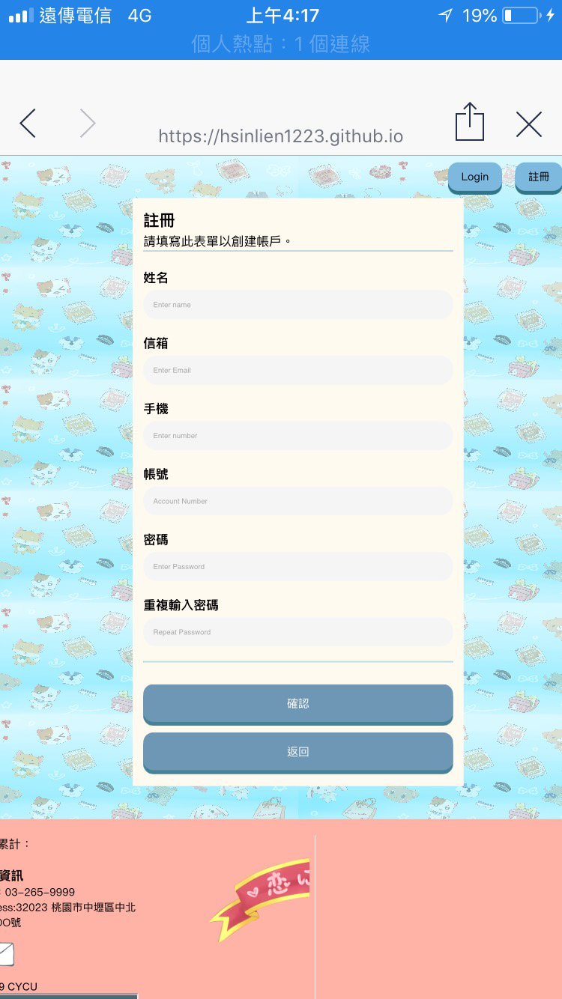 遠傳電信 4G 上午4:17 19%
個人熱點：1 個連線
https://hsinlien1223.github.io
Login 註冊
註冊
請填寫此表單以創建帳戶。
姓名
Enter name
信箱
Enter Email
手機
Enter number
帳號
Account Number
密碼
Enter Password
重複輸入密碼
Repeat Password
確認
返回
累計：
資訊
: 03-265-9999
ess:32023 桃園市中壢區中北
OO號
恋
9 CYCU